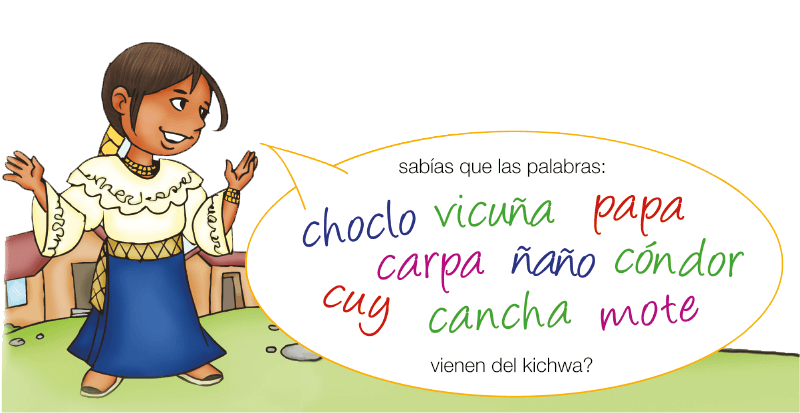 sabías que las palabras:
choclo vicuña papa
carpa ñaño cóndor
cuy cancha mote
vienen del kichwa?